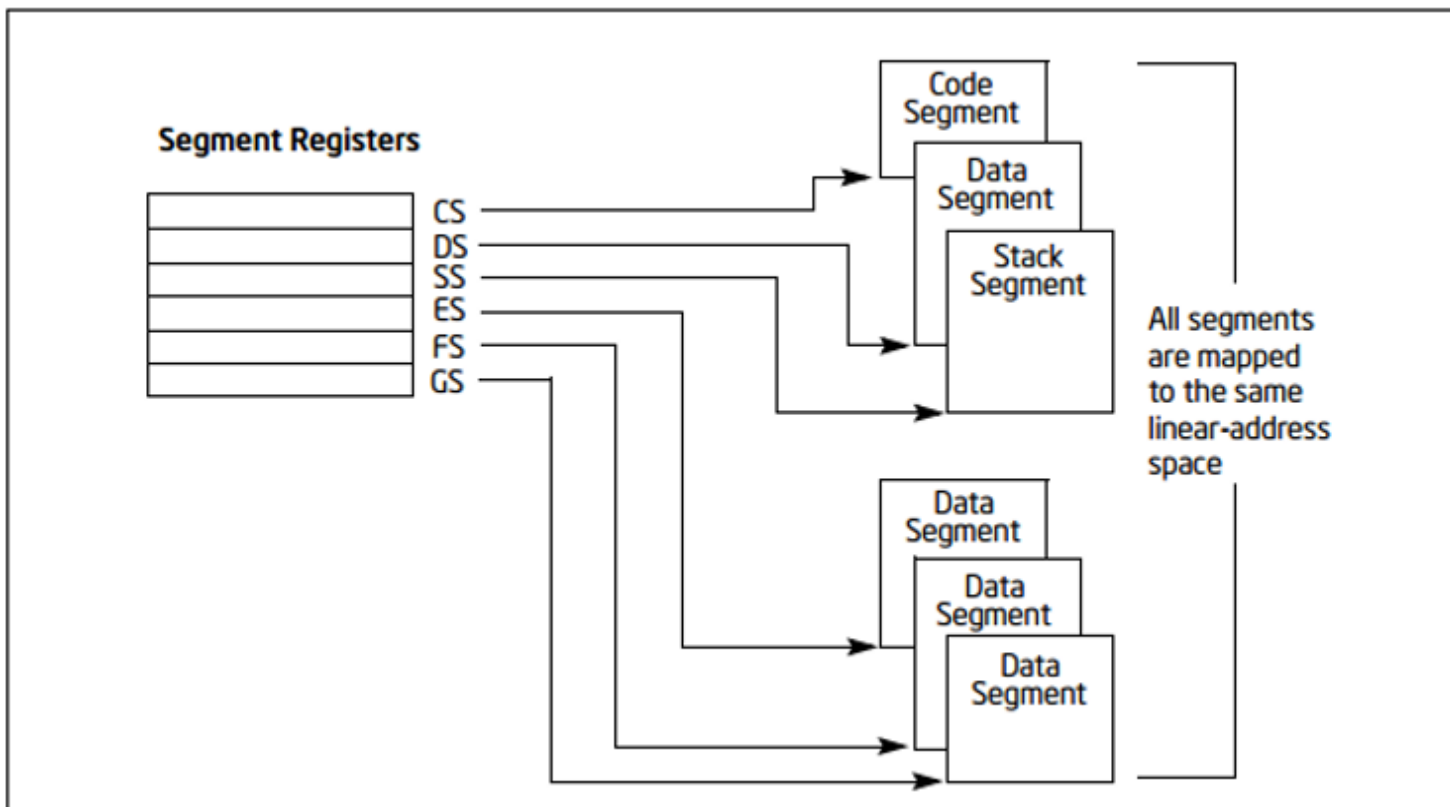 Segment Registers
CS
DS
SS
ES
FS
GS
Code
Segment
Data
Segment
Stack
Segment
Data
Segment
Data
Segment
Data
Segment
All segments
are mapped
to the same
linear-address
space